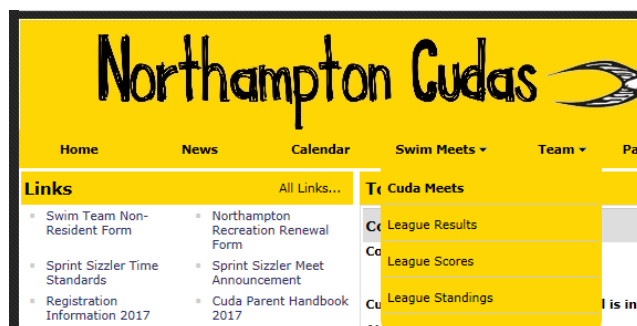 Northampton Cudas
Home News Calendar Swim Meets Team
Links All Links...
Swim Team Non-
Resident Form
Northampton
Recreation Renewal
Form
Sprint Sizzler Time
Standards
Sprint Sizzler Meet
Announcement
Registration
Information 2017
Cuda Parent Handbook
2017
Cuda Meets
League Results
League Scores
League Standings
l is in